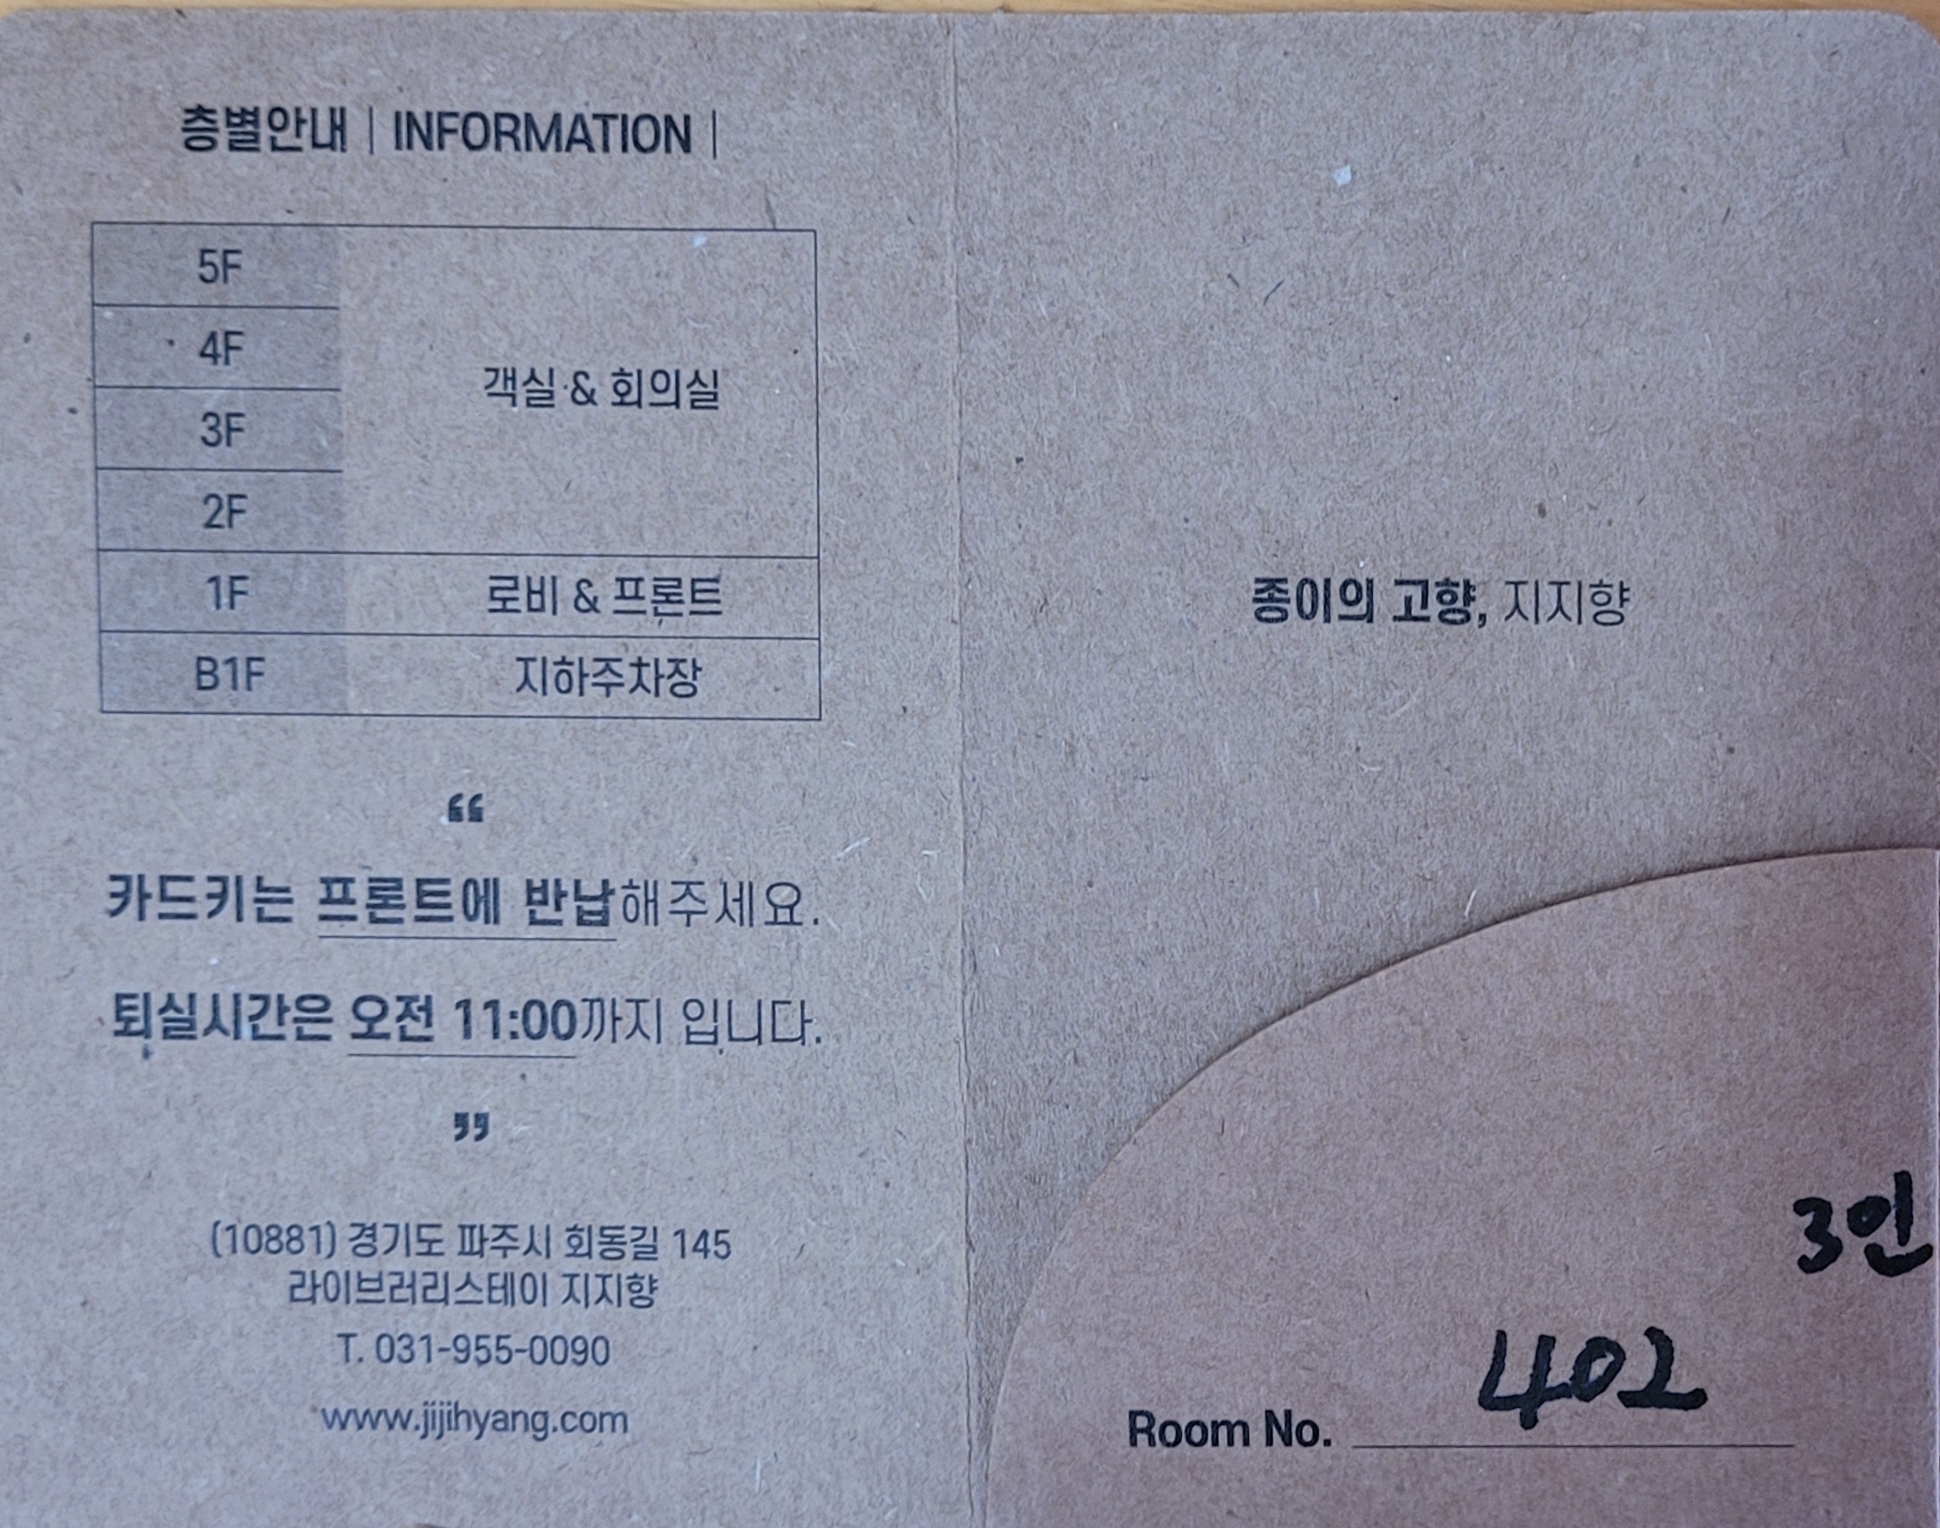 층별안내 | INFORMATION |
5F
4F
객실 & 회의실
3F
2F
1F 로비 & 프론트
B1F 지하주차장
“
카드키는 프론트에 반납해주세요.
퇴실시간은 오전 11:00까지 입니다.
”
(10881) 경기도 파주시 회동길 145
라이브러리스테이 지지향
T. 031-955-0090
www.jijihyang.com
종이의 고향, 지지향
3인
402
Room No.